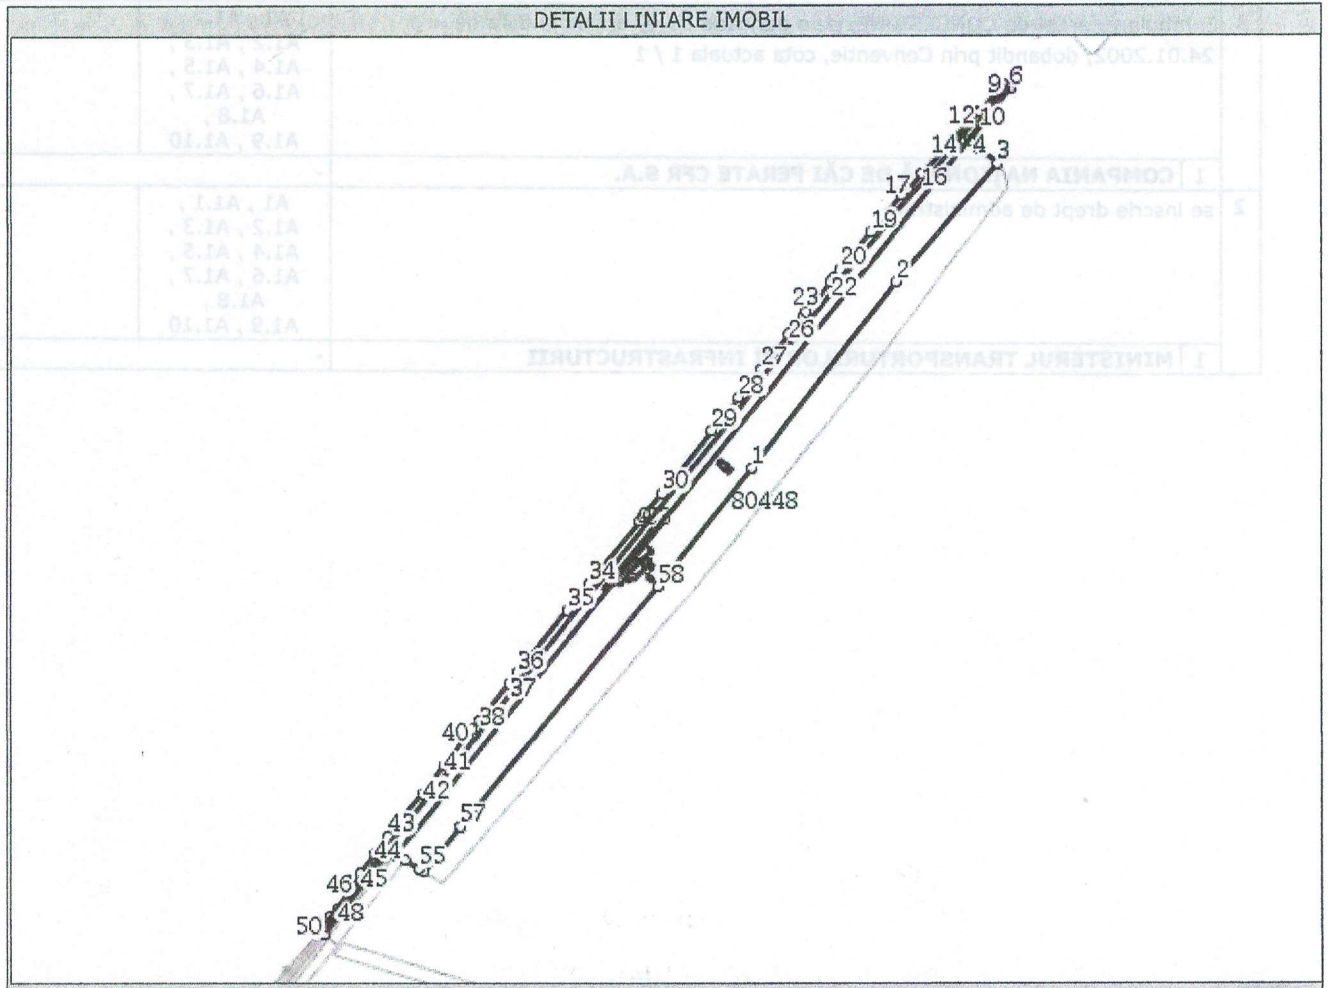 DETALII LINIARE IMOBIL
24.01.2002, dobandit prin Conventie, cota actuala 1 / 1
A1.2 , A1.3 ,
A1.4 , A1.5 ,
A1.6 , A1.7 ,
A1.8 ,
A1.9 , A1.10
1 COMPANIA DE CĂI FERATE CFR S.A.
-
2 se inscrie drept de
A1 , A1.1 ,
A1.2 , A1.3 ,
A1.4 , A1.5 ,
A1.6 , A1.7 ,
A1.8 ,
A1.9 , A1.10
1 MINISTERUL INFRASTRUCTURII
-
6
9
10
12
4
14
3
16
17
19
2
20
22
23
26
27
28
29
1
30
80448
58
34
35
36
37
38
40
41
42
57
43
44
55
45
46
48
50